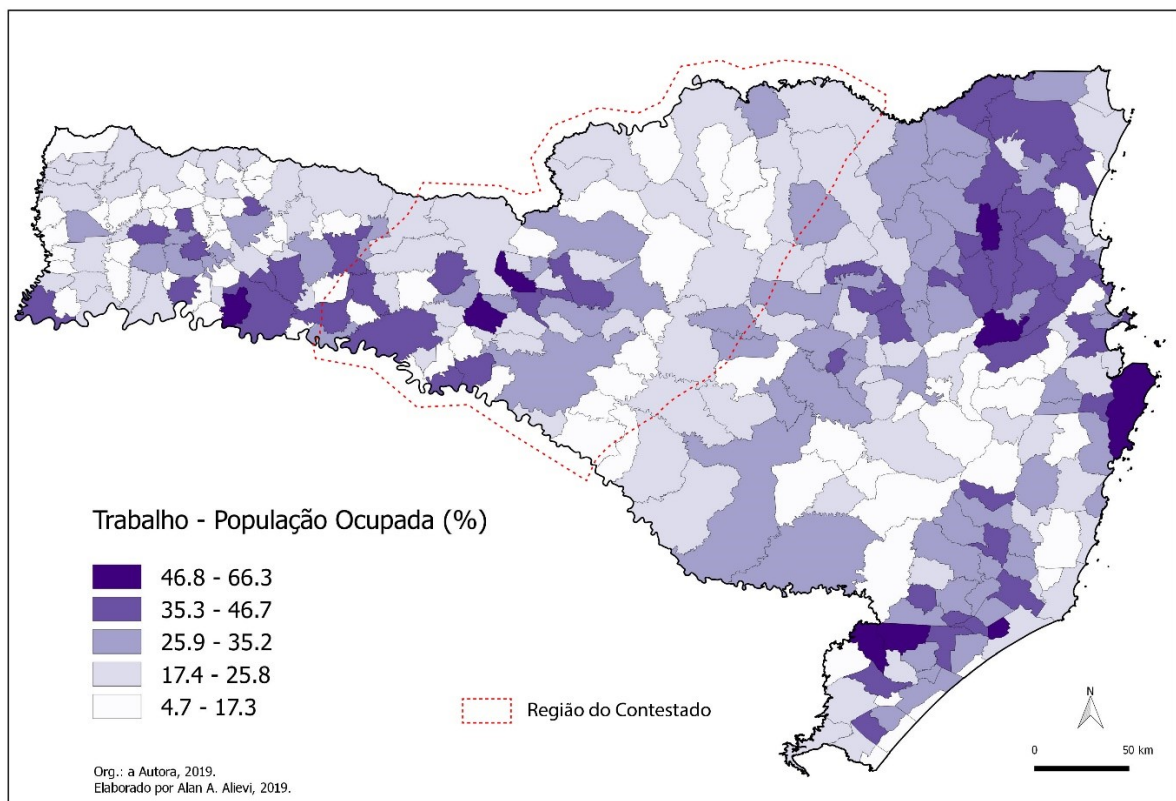 Trabalho - População Ocupada (%)
46.8 - 66.3
35.3 - 46.7
25.9 - 35.2
17.4 - 25.8
4.7 - 17.3
Região do Contestado
N
0 50 km
Org.: a Autora, 2019.
Elaborado por Alan A. Alievi, 2019.